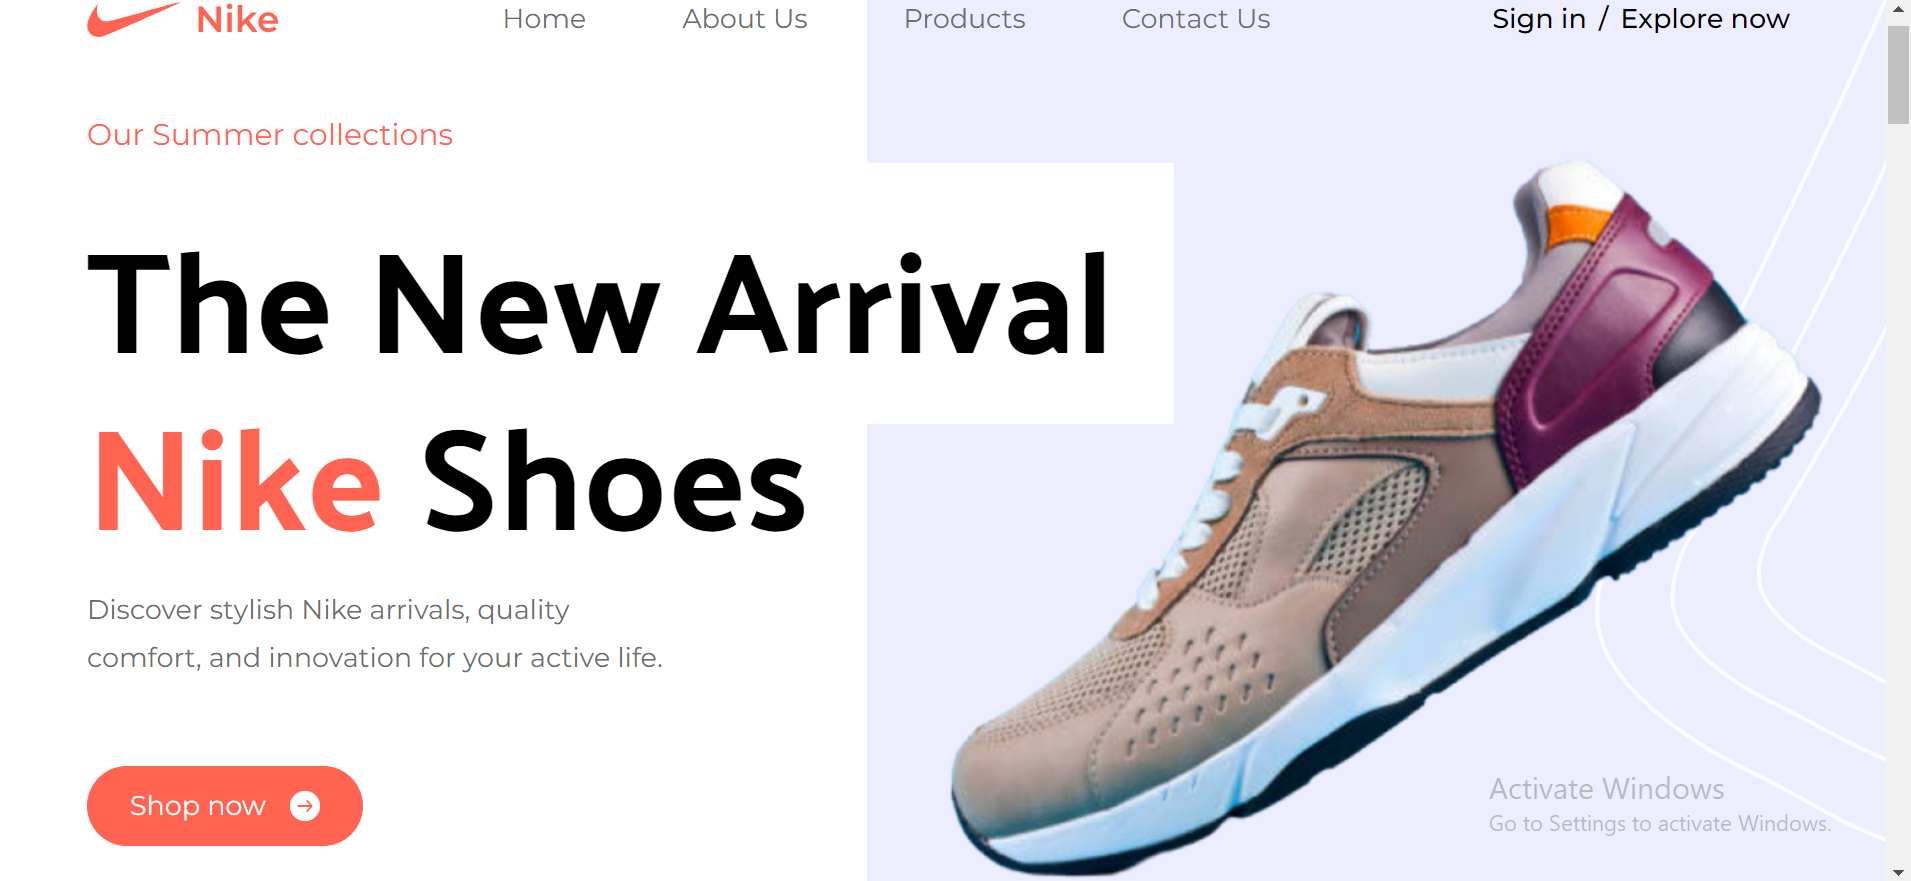 Nike
Home
About Us
Products
Contact Us
Sign in / Explore now
Our Summer collections
The New Arrival
Nike Shoes
Discover stylish Nike arrivals, quality
comfort, and innovation for your active life.
Shop now
Activate Windows
Go to Settings to activate Windows.